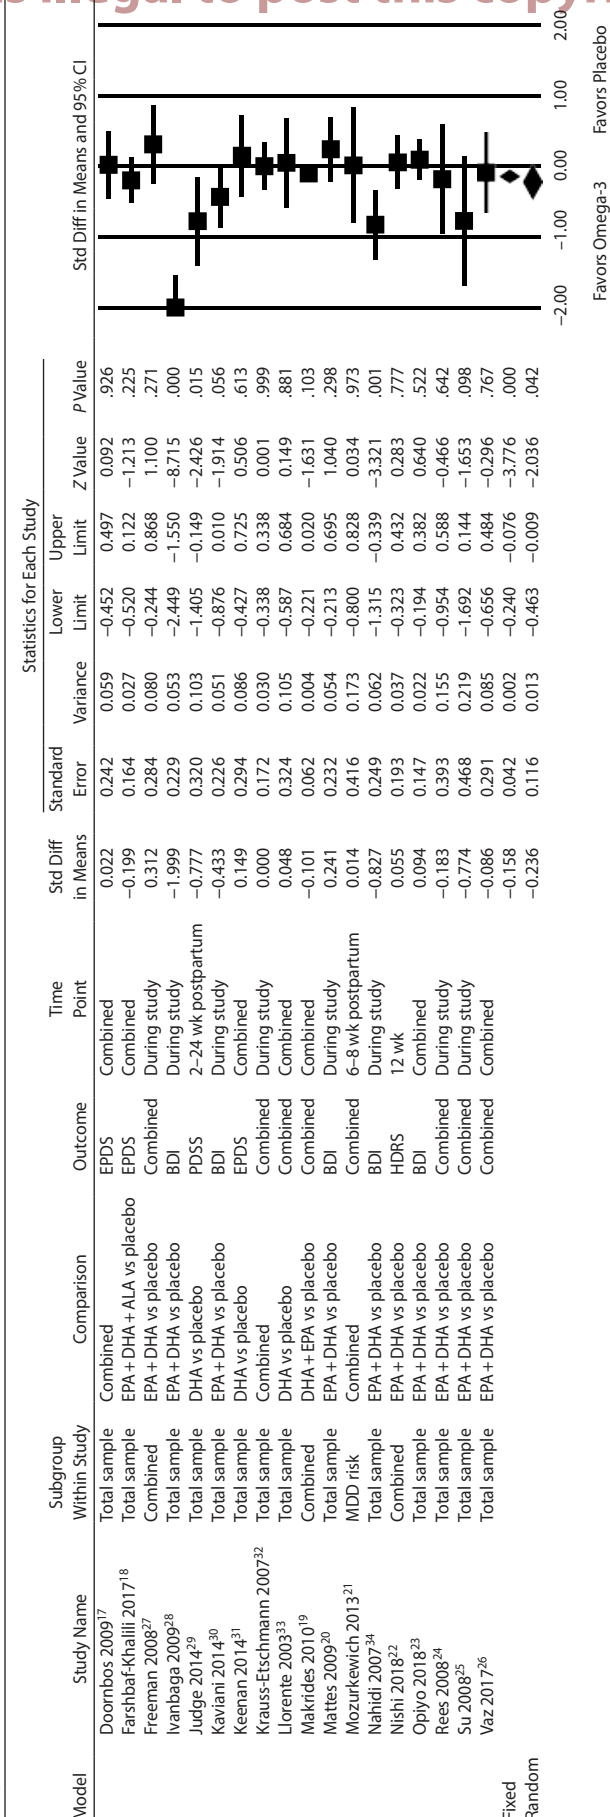 s illegal to post this copyri
Statistics for Each Study
Model Study Name Subgroup Within Study Comparison Outcome Time Point Std Diff in Means Standard Error Variance Lower Limit Upper Limit Z Value P Value Std Diff in Means and 95% CI
Doornbos 2009¹⁷ Total sample Combined EPDS Combined 0.022 0.242 0.059 −0.452 0.497 0.092 .926
Farshbaf-Khalili 2017¹⁸ Total sample EPA + DHA + ALA vs placebo EPDS Combined −0.199 0.164 0.027 −0.520 0.122 −1.213 .225
Freeman 2008²⁷ Combined EPA + DHA vs placebo Combined During study 0.312 0.284 0.080 −0.244 0.868 1.100 .271
Ivanbaga 2009²⁸ Total sample EPA + DHA vs placebo BDI During study −1.999 0.229 0.053 −2.449 −1.550 −8.715 .000
Judge 2014²⁹ Total sample DHA vs placebo PDSS 2–24 wk postpartum −0.777 0.320 0.103 −1.405 −0.149 −2.426 .015
Kaviani 2014³⁰ Total sample EPA + DHA vs placebo BDI During study −0.433 0.226 0.051 −0.876 0.010 −1.914 .056
Keenan 2014³¹ Total sample DHA vs placebo EPDS Combined 0.149 0.294 0.086 −0.427 0.725 0.506 .613
Krauss-Etschmann 2007³² Total sample Combined Combined During study 0.000 0.172 0.030 −0.338 0.338 0.001 .999
Llorente 2003³³ Total sample DHA vs placebo Combined Combined 0.048 0.324 0.105 −0.587 0.684 0.149 .881
Makrides 2010¹⁹ Combined DHA + EPA vs placebo Combined Combined −0.101 0.062 0.004 −0.221 0.020 −1.631 .103
Mattes 2009²⁰ Total sample EPA + DHA vs placebo BDI During study 0.241 0.232 0.054 −0.213 0.695 1.040 .298
Mozurkewich 2013²¹ MDD risk Combined Combined 6–8 wk postpartum 0.014 0.416 0.173 −0.800 0.828 0.034 .973
Nahidi 2007³⁴ Total sample EPA + DHA vs placebo BDI During study −0.827 0.249 0.062 −1.315 −0.339 −3.321 .001
Nishi 2018²² Combined EPA + DHA vs placebo HDRS 12 wk 0.055 0.193 0.037 −0.323 0.432 0.283 .777
Opiyo 2018²³ Total sample EPA + DHA vs placebo BDI Combined 0.094 0.147 0.022 −0.194 0.382 0.640 .522
Rees 2008²⁴ Total sample EPA + DHA vs placebo Combined During study −0.183 0.393 0.155 −0.954 0.588 −0.466 .642
Su 2008²⁵ Total sample EPA + DHA vs placebo Combined During study −0.774 0.468 0.219 −1.692 0.144 −1.653 .098
Vaz 2017²⁶ Total sample EPA + DHA vs placebo Combined Combined −0.086 0.291 0.085 −0.656 0.484 −0.296 .767
Fixed −0.158 0.042 0.002 −0.240 −0.076 −3.776 .000
Random −0.236 0.116 0.013 −0.463 −0.009 −2.036 .042
−2.00 −1.00 0.00 1.00 2.00
Favors Omega-3 Favors Placebo